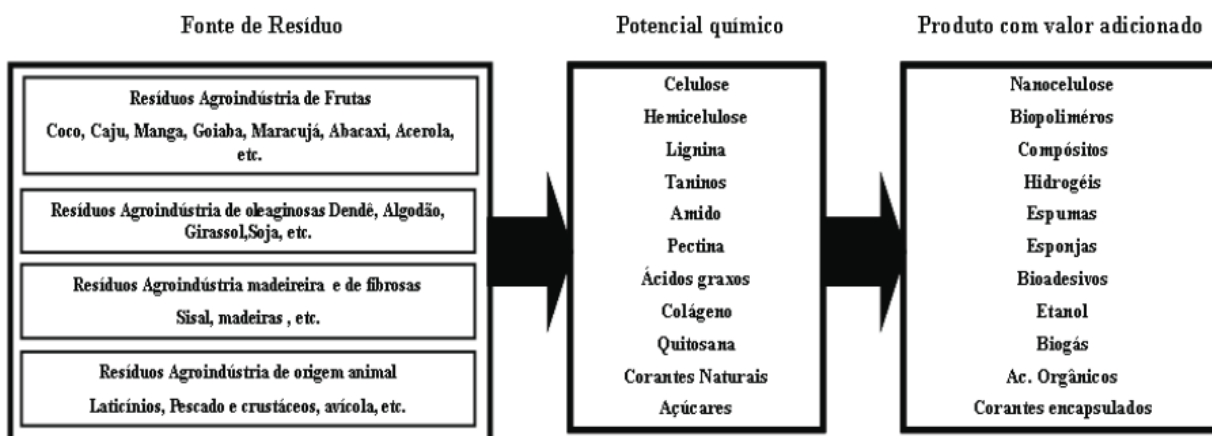 Fonte de Resíduo
Resíduos Agroindústria de Frutas
Coco, Caju, Manga, Goiaba, Maracujá, Abacaxi, Acerola,
etc.
Resíduos Agroindústria de oleaginosas Dendê, Algodão,
Girassol,Soja, etc.
Resíduos Agroindústria madeireira e de fibrosas
Sisal, madeiras , etc.
Resíduos Agroindústria de origem animal
Laticínios, Pescado e crustáceos, avícola, etc.
Potencial químico
Celulose
Hemicelulose
Lignina
Taninos
Amido
Pectina
Ácidos graxos
Colágeno
Quitosana
Corantes Naturais
Açúcares
Produto com valor adicionado
Nanocelulose
Biopoliméros
Compósitos
Hidrogéis
Espumas
Esponjas
Bioadesivos
Etanol
Biogás
Ac. Orgânicos
Corantes encapsulados